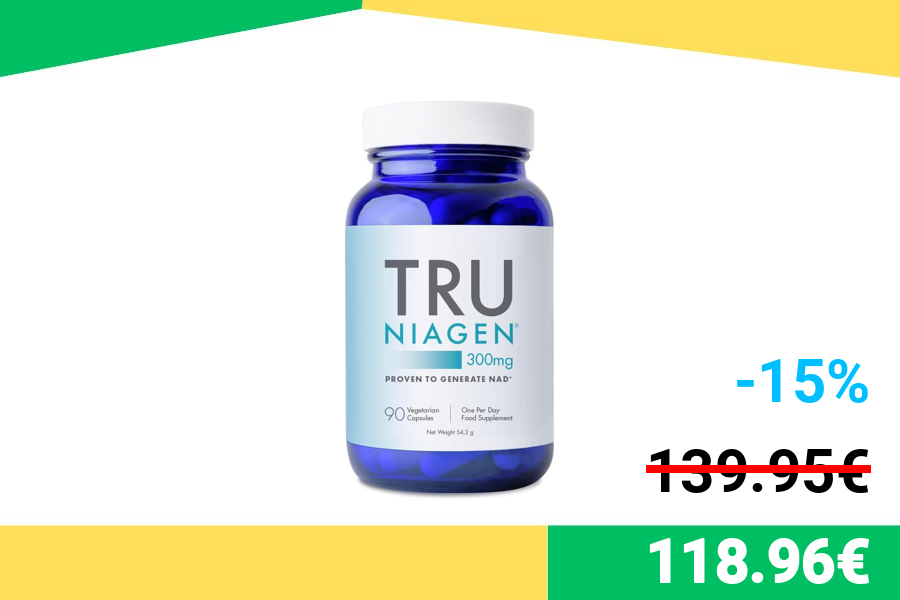 TRU
NIAGEN®
300mg
PROVEN TO GENERATE NAD+
90 Vegetarian Capsules | One Per Day Food Supplement
Net Weight 54,2 g
-15%
139.95€
118.96€